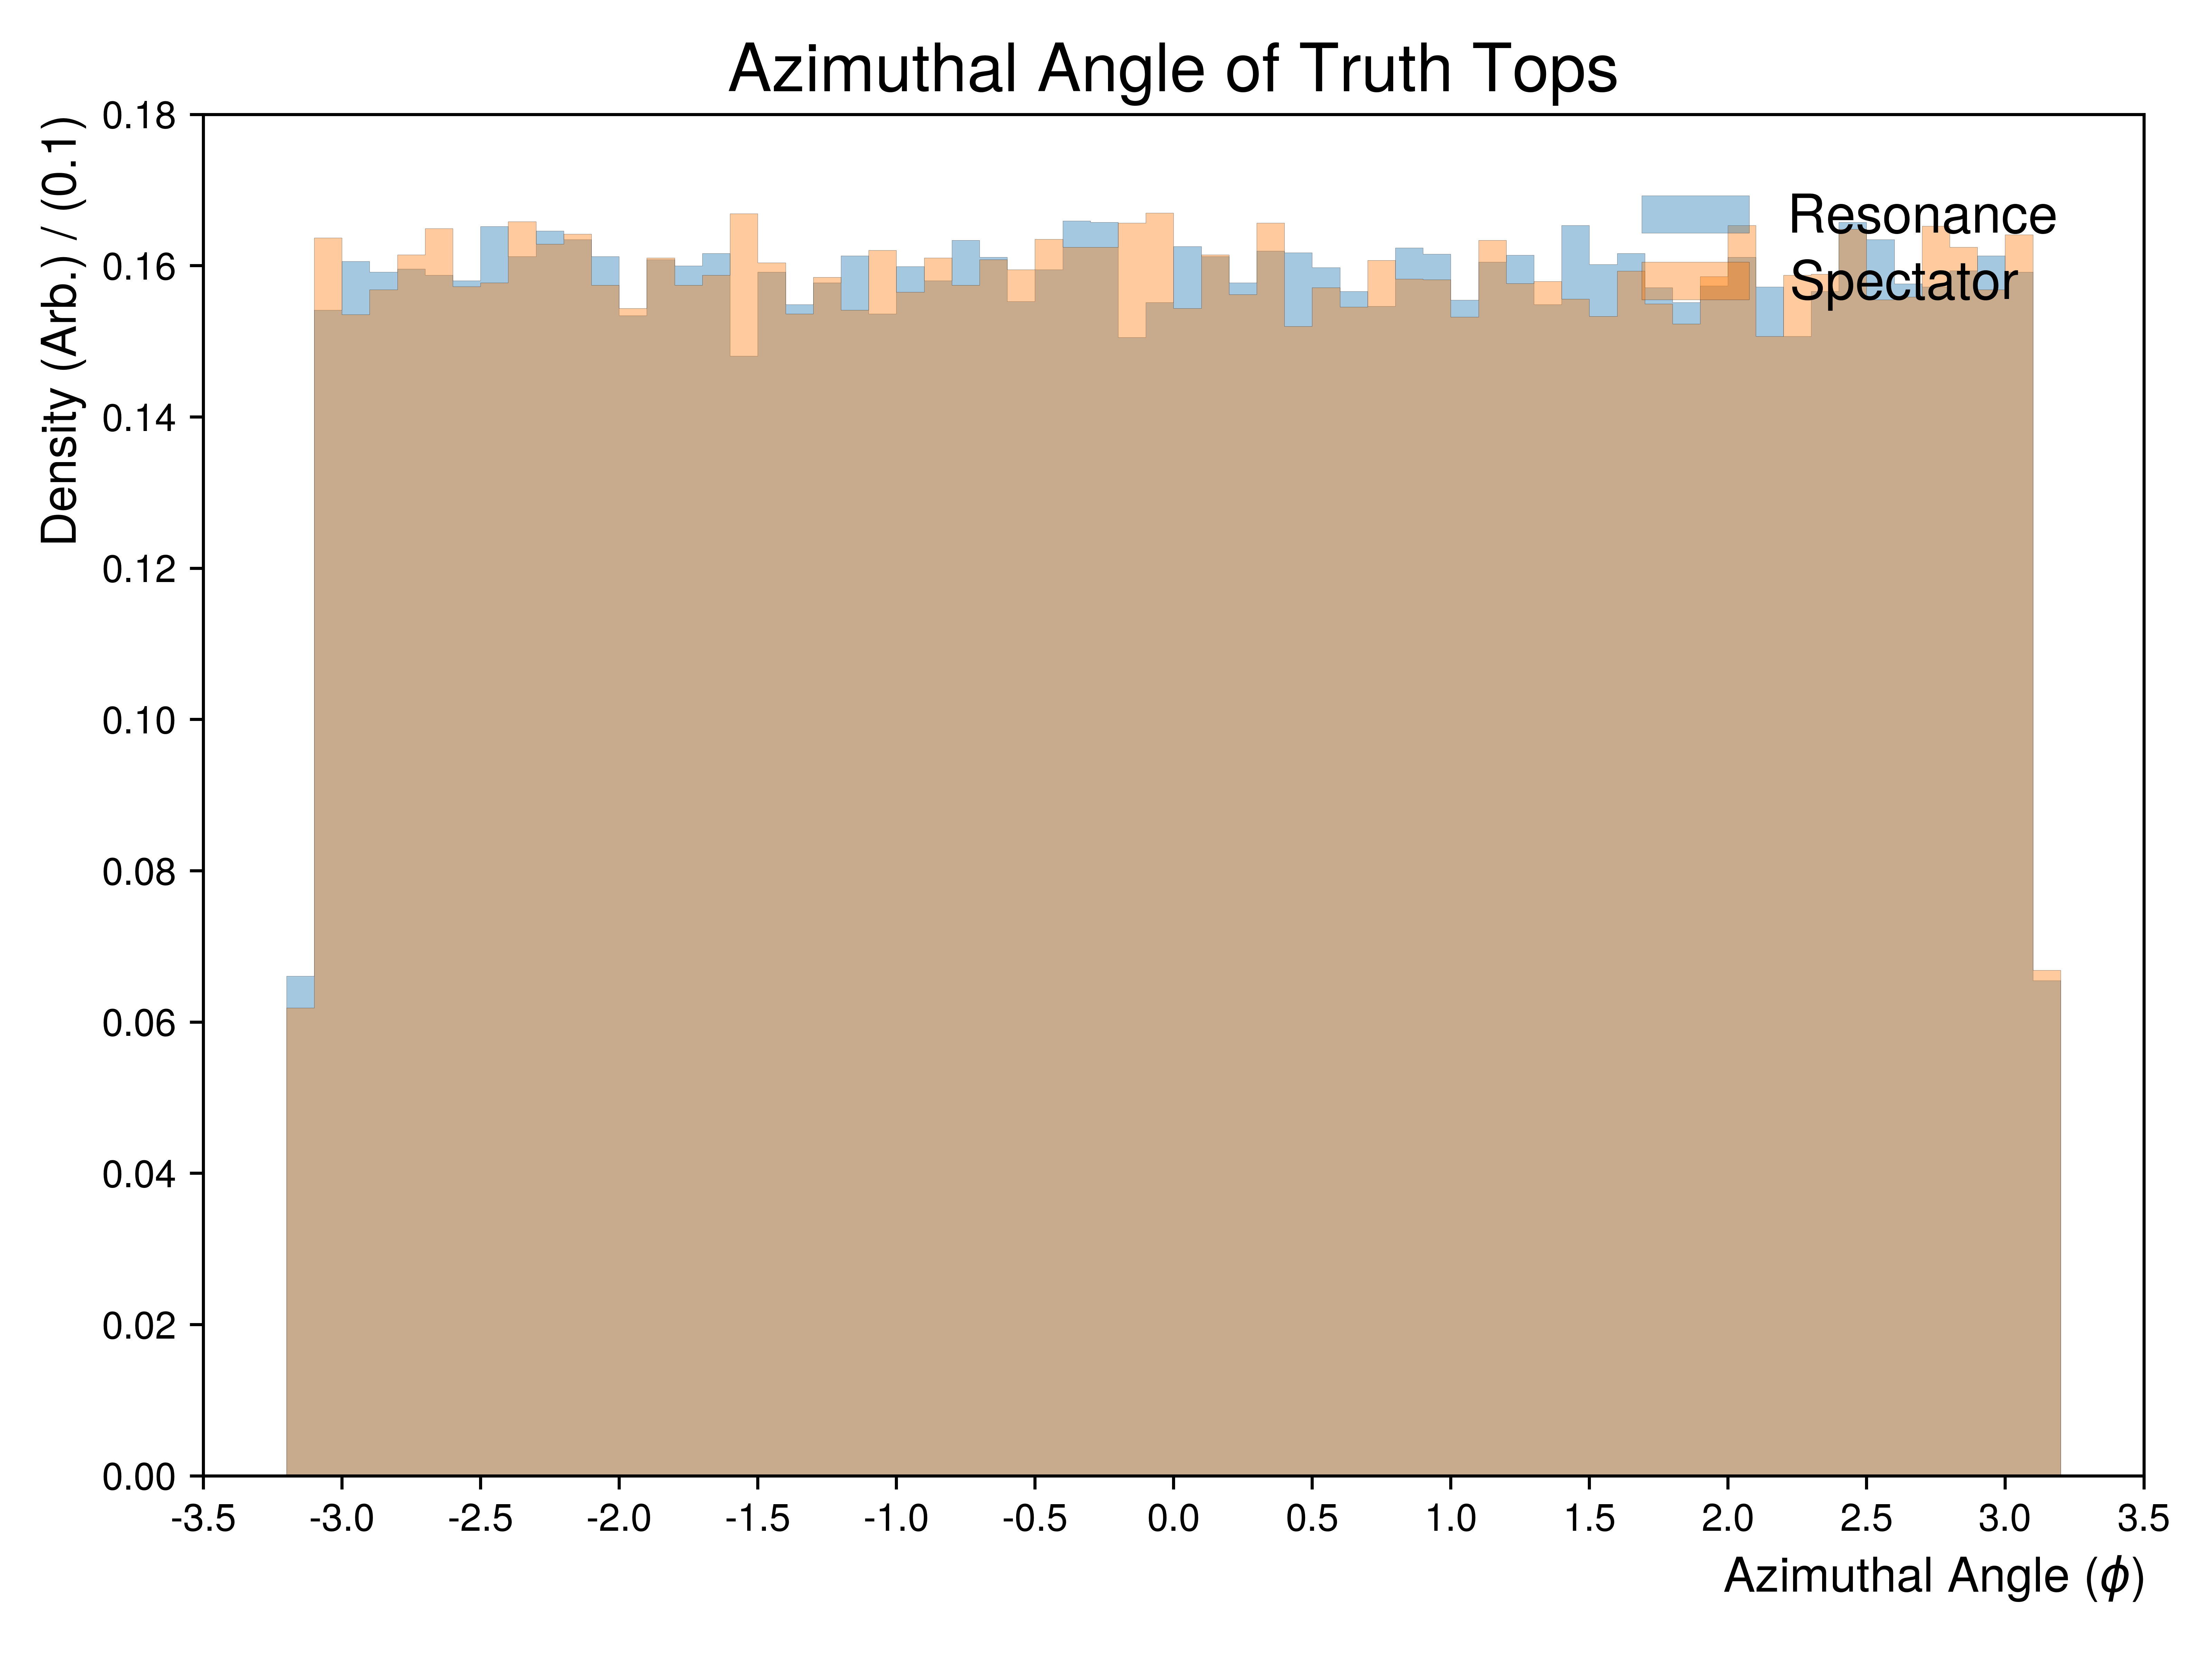 Azimuthal Angle of Truth Tops
Density (Arb.) / (0.1)
0.18
0.16
0.14
0.12
0.10
0.08
0.06
0.04
0.02
0.00
Resonance
Spectator
-3.5 -3.0 -2.5 -2.0 -1.5 -1.0 -0.5 0.0 0.5 1.0 1.5 2.0 2.5 3.0 3.5
Azimuthal Angle (ϕ)